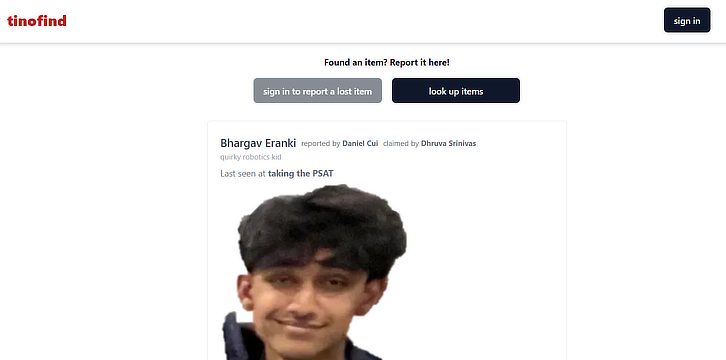 tinofind
sign in
Found an item? Report it here!
sign in to report a lost item
look up items
Bhargav Eranki reported by Daniel Cui claimed by Dhruva Srinivas
quirky robotics kid
Last seen at taking the PSAT